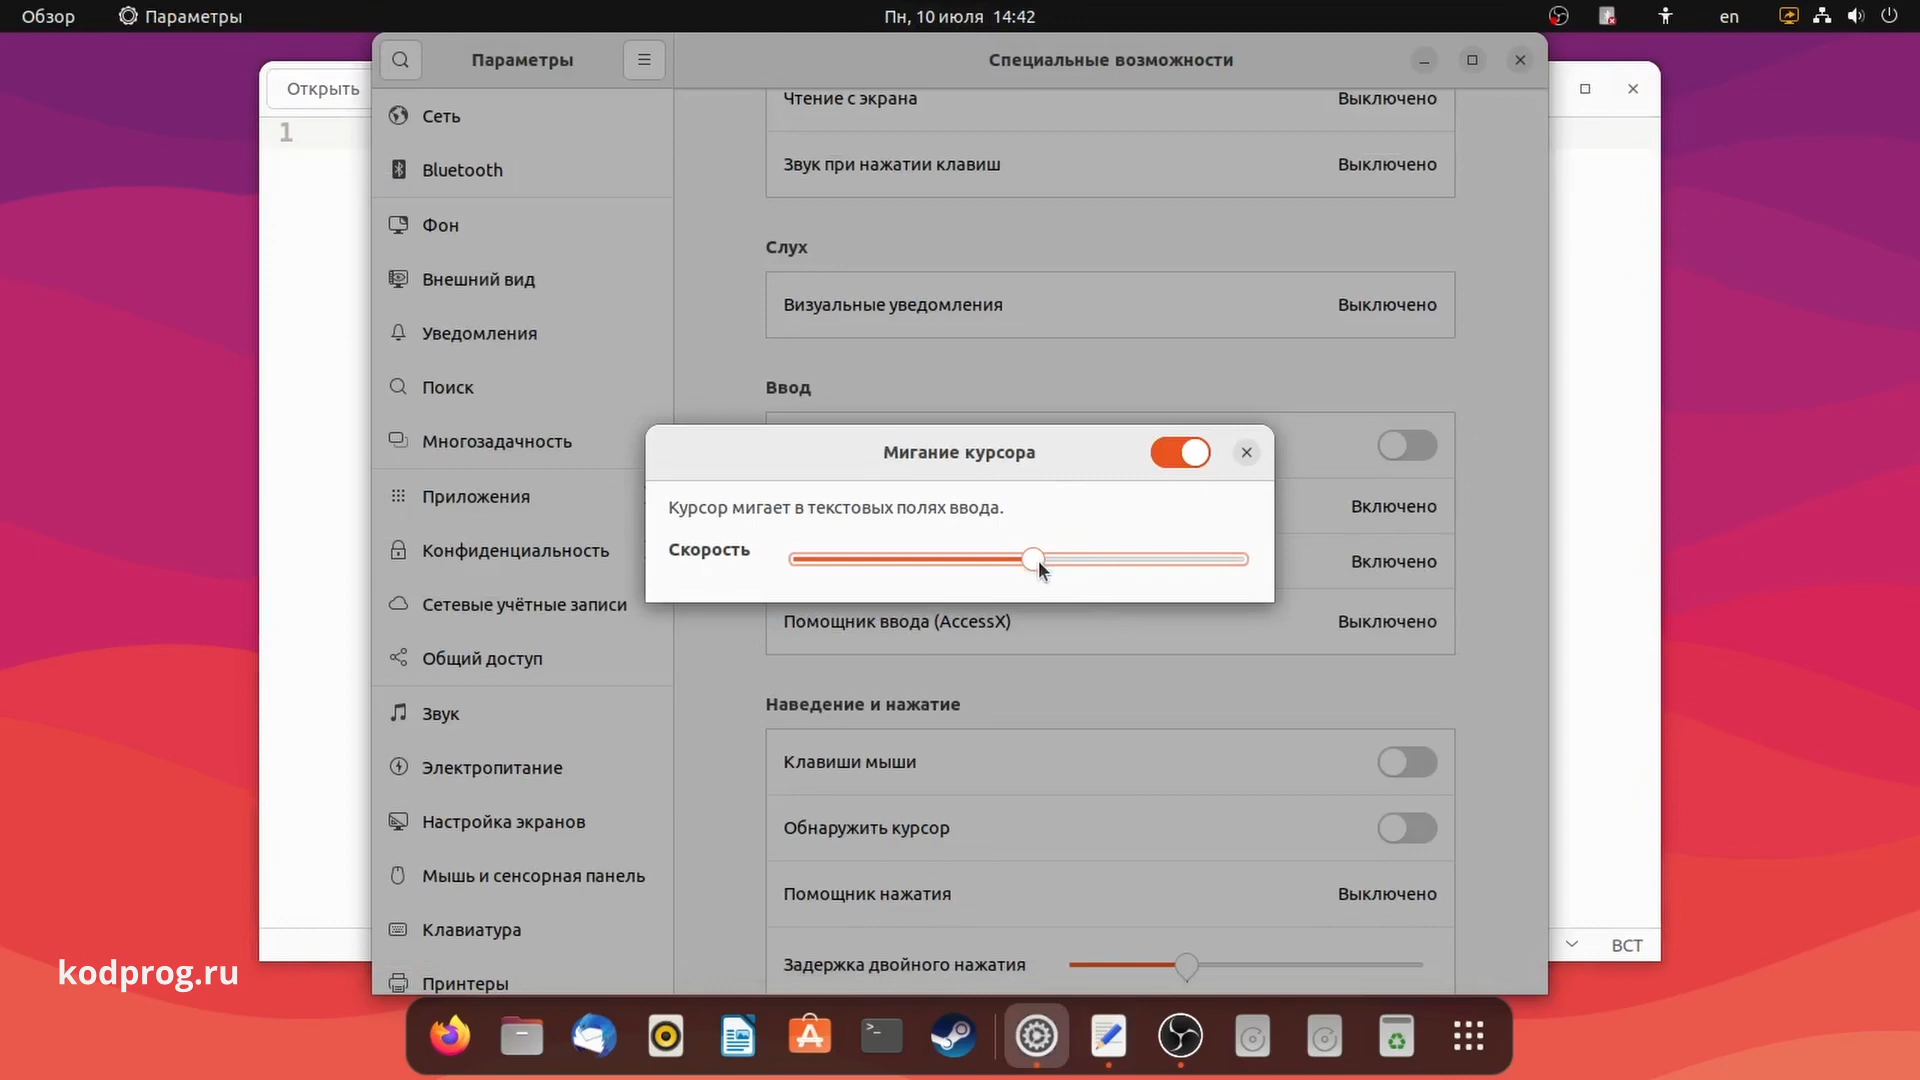 Обзор
Параметры
Пн, 10 июля 14:42
en
Открыть
1
Параметры
Специальные возможности
Сеть
Bluetooth
Фон
Внешний вид
Уведомления
Поиск
Многозадачность
Приложения
Конфиденциальность
Сетевые учётные записи
Общий доступ
Звук
Электропитание
Настройка экранов
Мышь и сенсорная панель
Клавиатура
Принтеры
Чтение с экрана Выключено
Звук при нажатии клавиш Выключено
Слух
Визуальные уведомления Выключено
Ввод
Мигание курсора
Курсор мигает в текстовых полях ввода.
Скорость
Включено
Включено
Помощник ввода (AccessX) Выключено
Наведение и нажатие
Клавиши мыши
Обнаружить курсор
Помощник нажатия Выключено
Задержка двойного нажатия
ВСТ
kodprog.ru